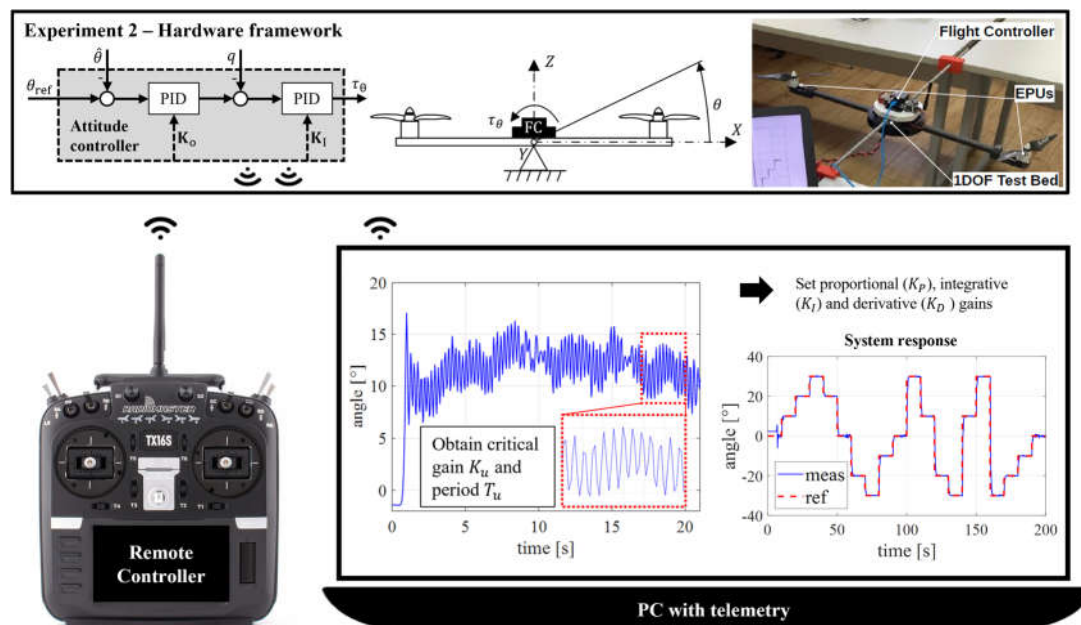 Experiment 2 – Hardware framework
θ̂
q
θref
PID
PID
τθ
Attitude
controller
Ko
KI
Z
τθ
FC
θ
Y
X
Flight Controller
EPUs
1DOF Test Bed
RADIOMASTER
TX16S
Remote
Controller
20
15
10
5
0
angle [°]
0
10
15
20
time [s]
Obtain critical
gain Ku and
period Tu
Set proportional (KP), integrative
(KI) and derivative (KD ) gains
System response
40
20
0
-20
-40
angle [°]
meas
ref
0
50
100
150
200
time [s]
PC with telemetry